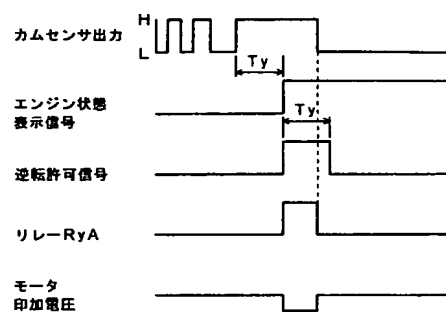 カムセンサ出力
H
L
Ty
エンジン状態
表示信号
Ty
逆転許可信号
リレーRyA
モータ
印加電圧